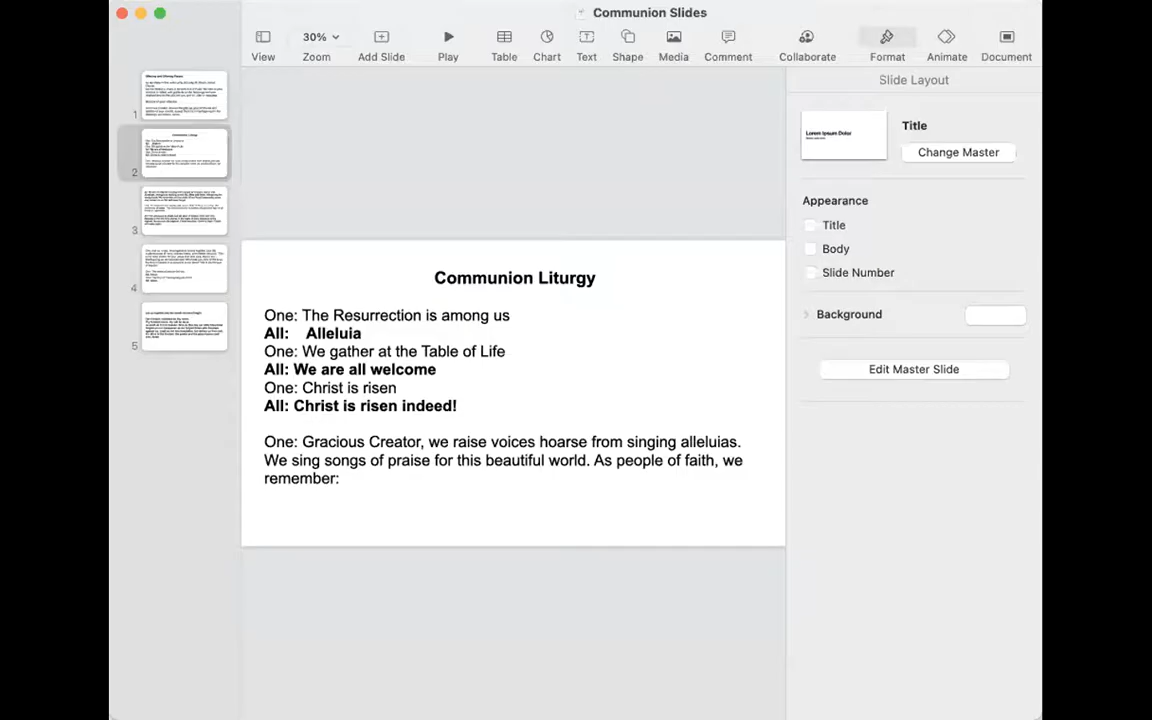 Communion Slides
30%
View
Zoom
Add Slide
Play
Table
Chart
Text
Shape
Media
Comment
Collaborate
Format
Animate
Document
1
2
3
4
5
Communion Liturgy
One: The Resurrection is among us
All: Alleluia
One: We gather at the Table of Life
All: We are all welcome
One: Christ is risen
All: Christ is risen indeed!
One: Gracious Creator, we raise voices hoarse from singing alleluias.
We sing songs of praise for this beautiful world. As people of faith, we
remember:
Slide Layout
Lorem Ipsum Dolor
Title
Change Master
Appearance
Title
Body
Slide Number
Background
Edit Master Slide